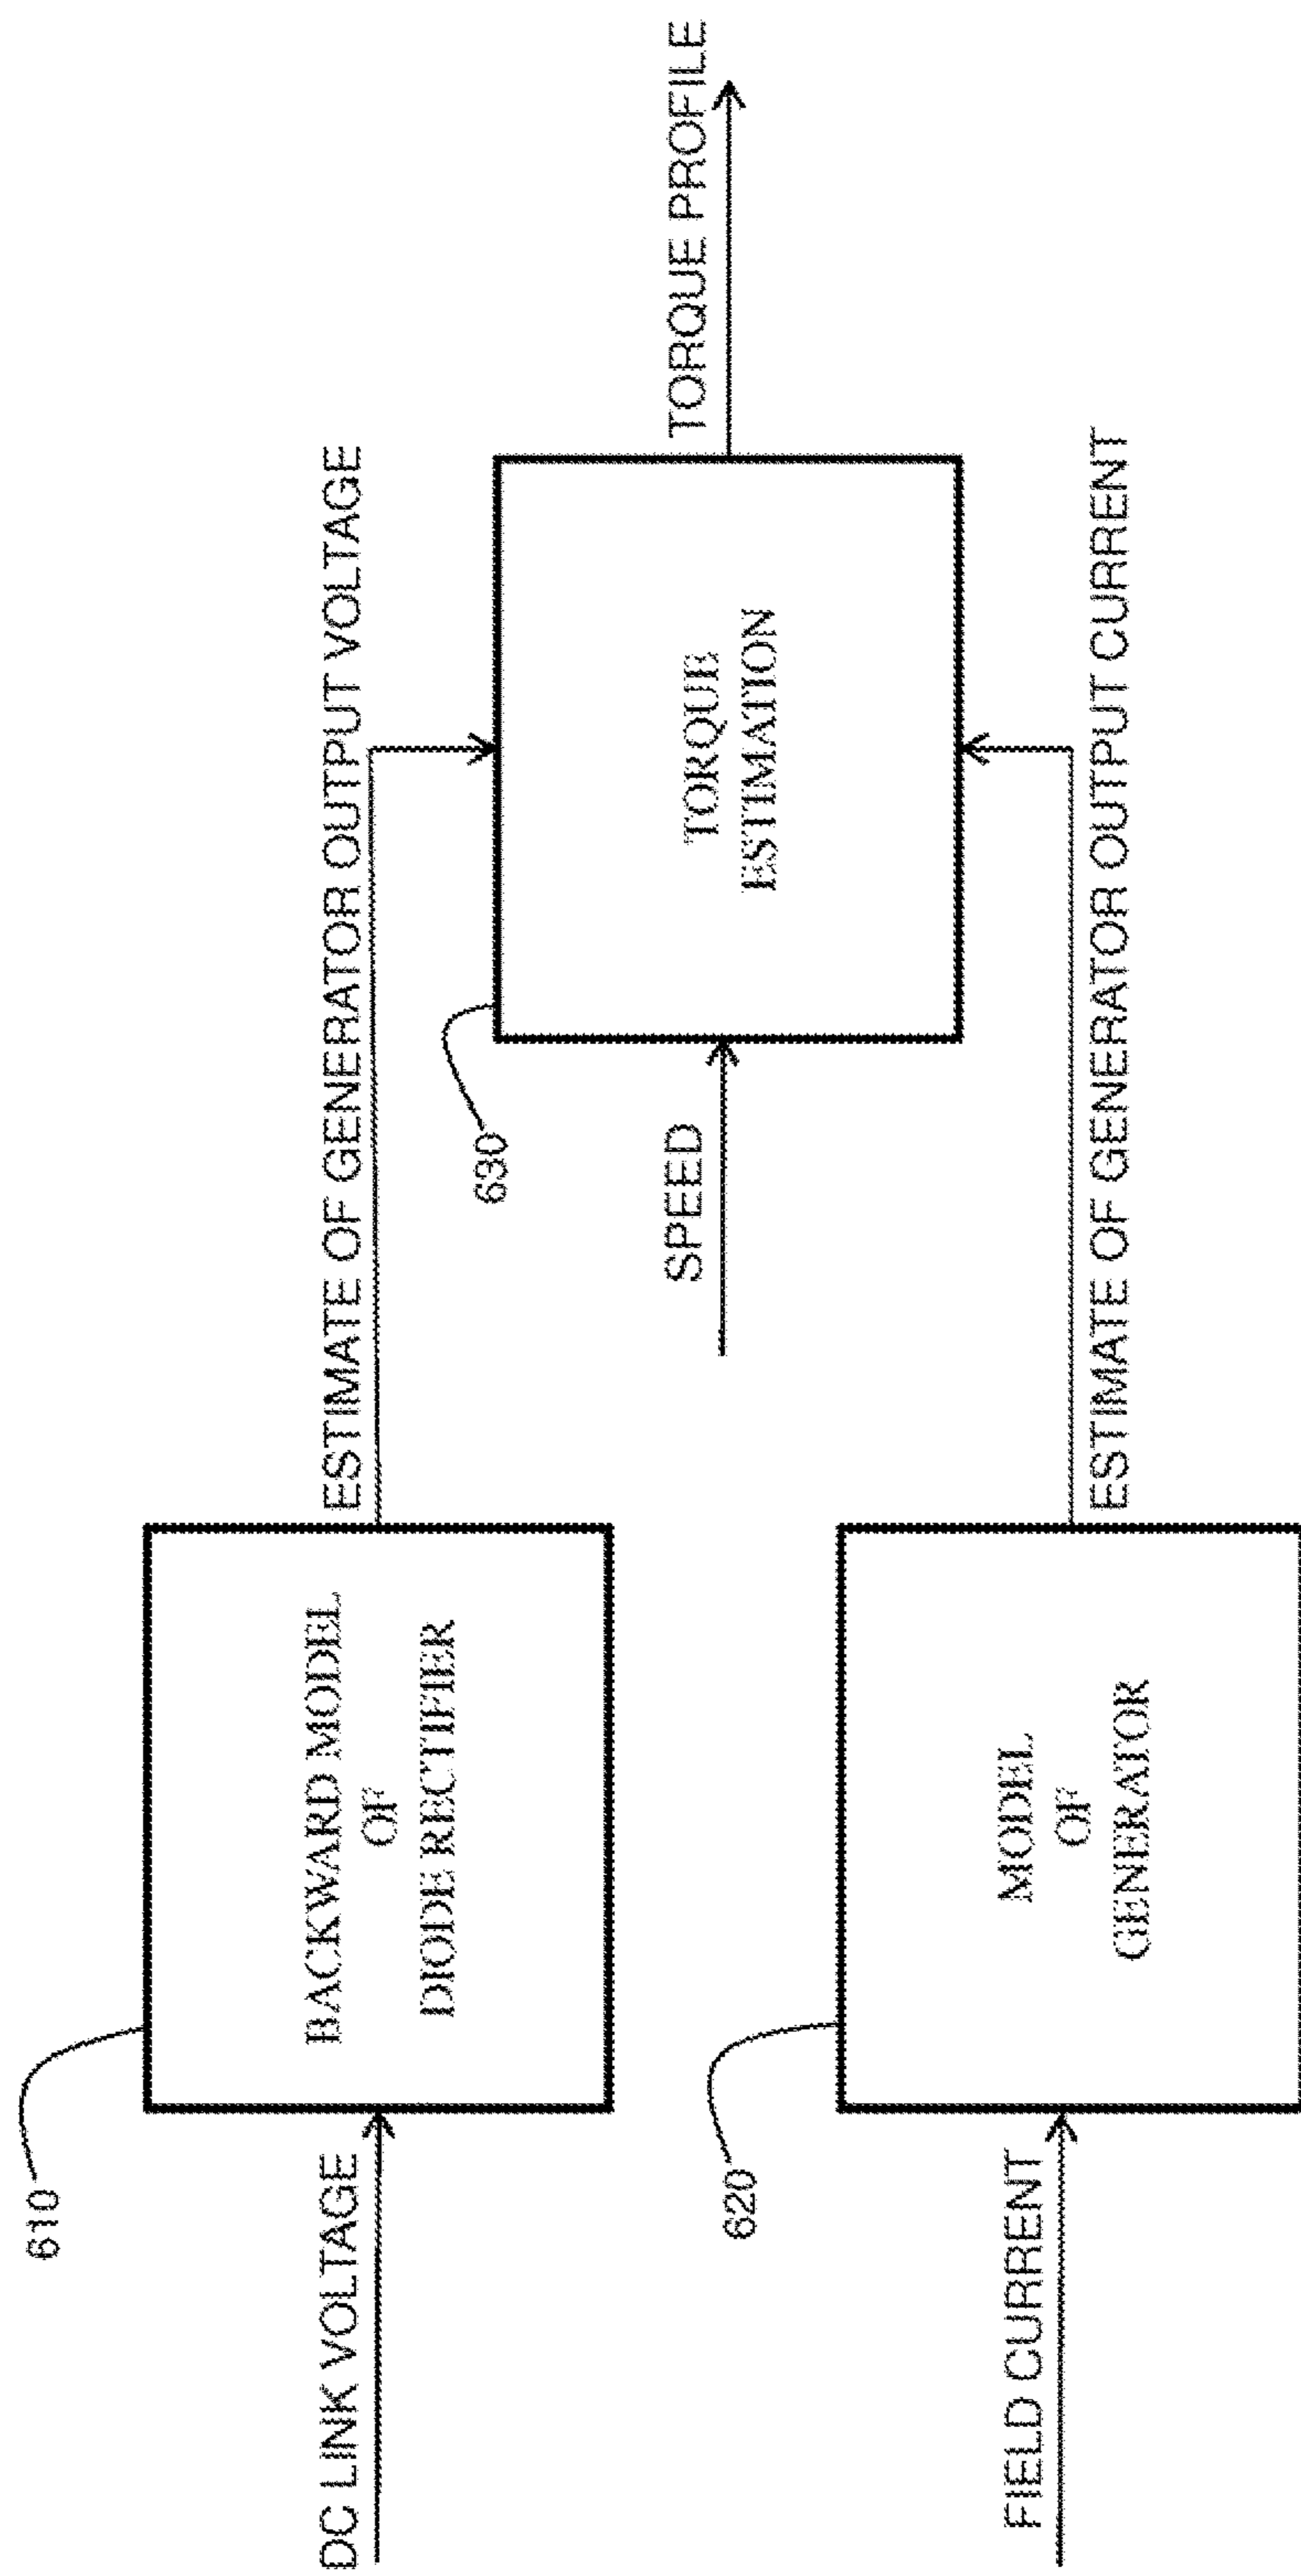 610
DC LINK VOLTAGE
BACKWARD MODEL
OF
DIODE RECTIFIER
ESTIMATE OF GENERATOR OUTPUT VOLTAGE
630
SPEED
TORQUE
ESTIMATION
TORQUE PROFILE
620
FIELD CURRENT
MODEL
OF
GENERATOR
ESTIMATE OF GENERATOR OUTPUT CURRENT